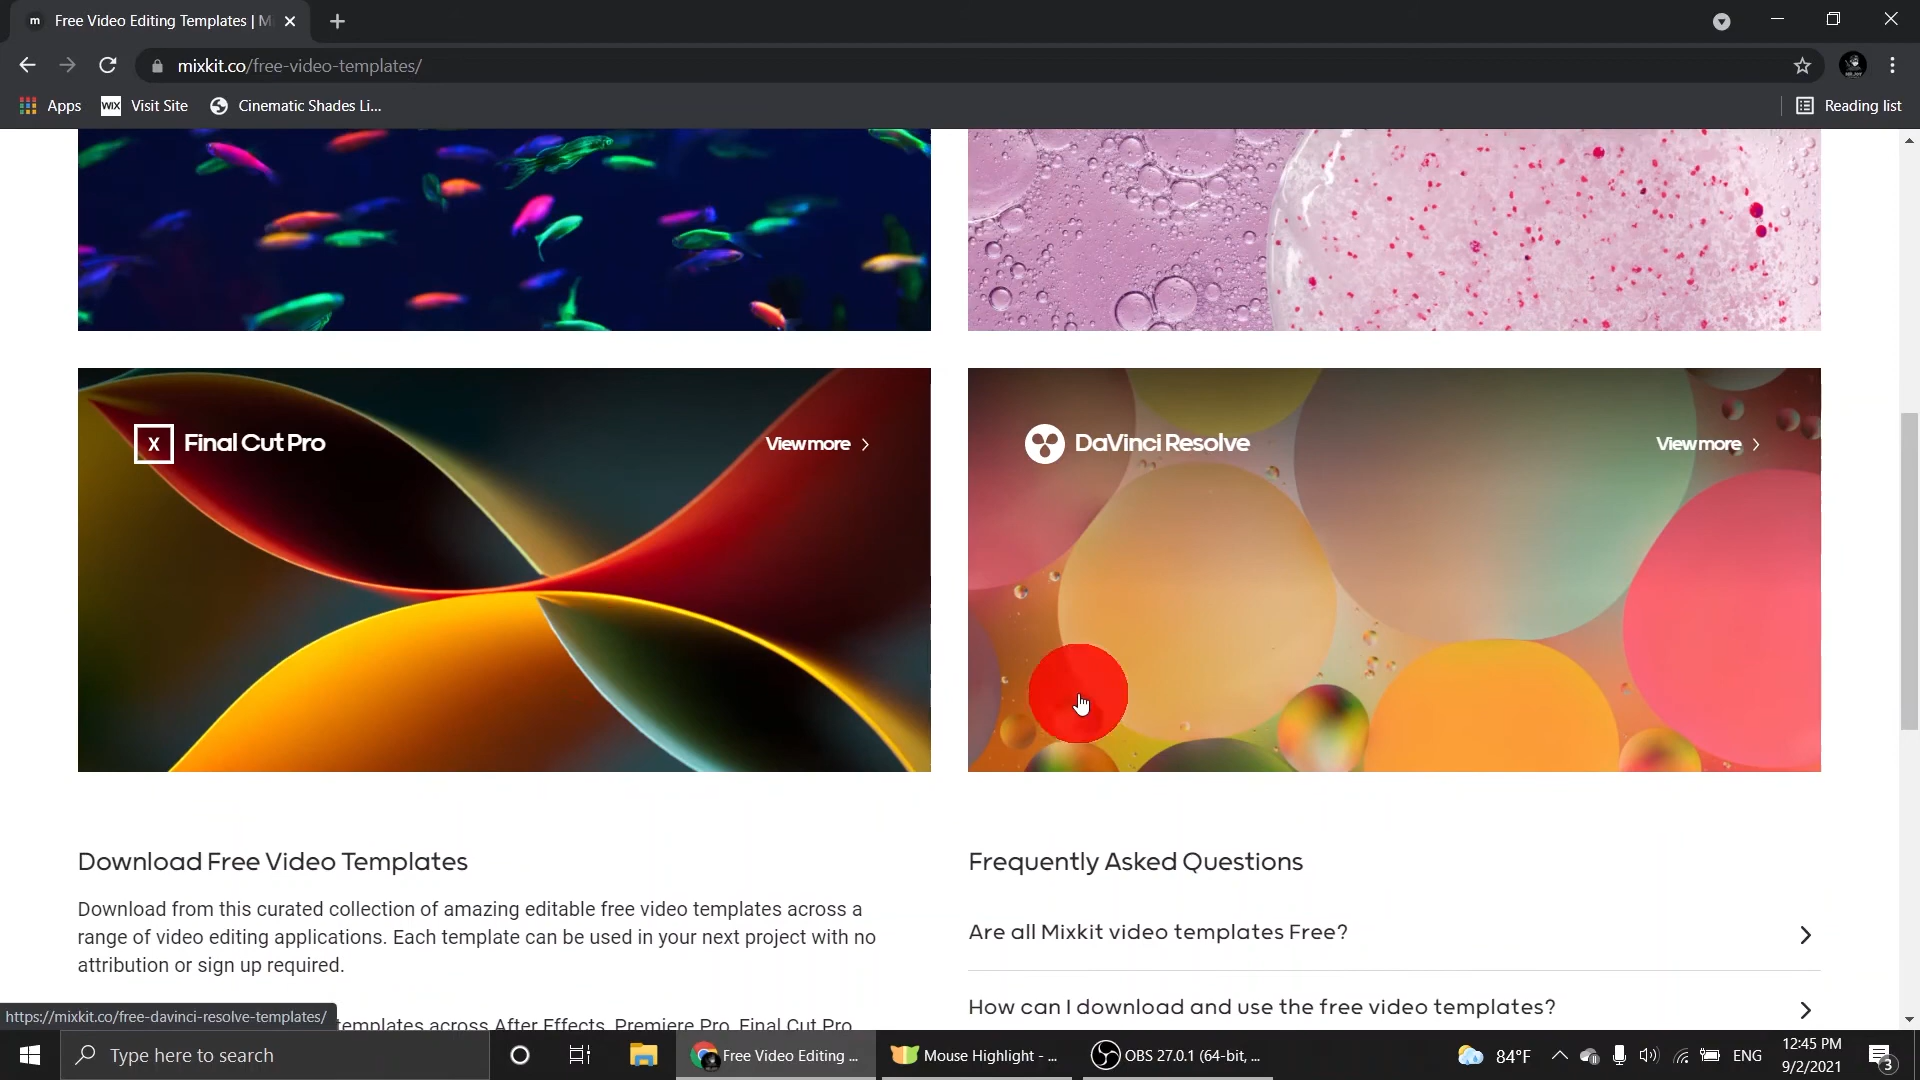 Free Video Editing Templates | M
mixkit.co/free-video-templates/
Apps
WIX Visit Site
Cinematic Shades Li...
Reading list
X Final Cut Pro
View more
DaVinci Resolve
View more
Download Free Video Templates
Download from this curated collection of amazing editable free video templates across a
range of video editing applications. Each template can be used in your next project with no
attribution or sign up required.
templates across After Effects, Premiere Pro, Final Cut Pro
Frequently Asked Questions
Are all Mixkit video templates Free?
How can I download and use the free video templates?
https://mixkit.co/free-davinci-resolve-templates/
Type here to search
Free Video Editing ...
Mouse Highlight - ...
OBS 27.0.1 (64-bit, ...
84°F
ENG
12:45 PM
9/2/2021
3